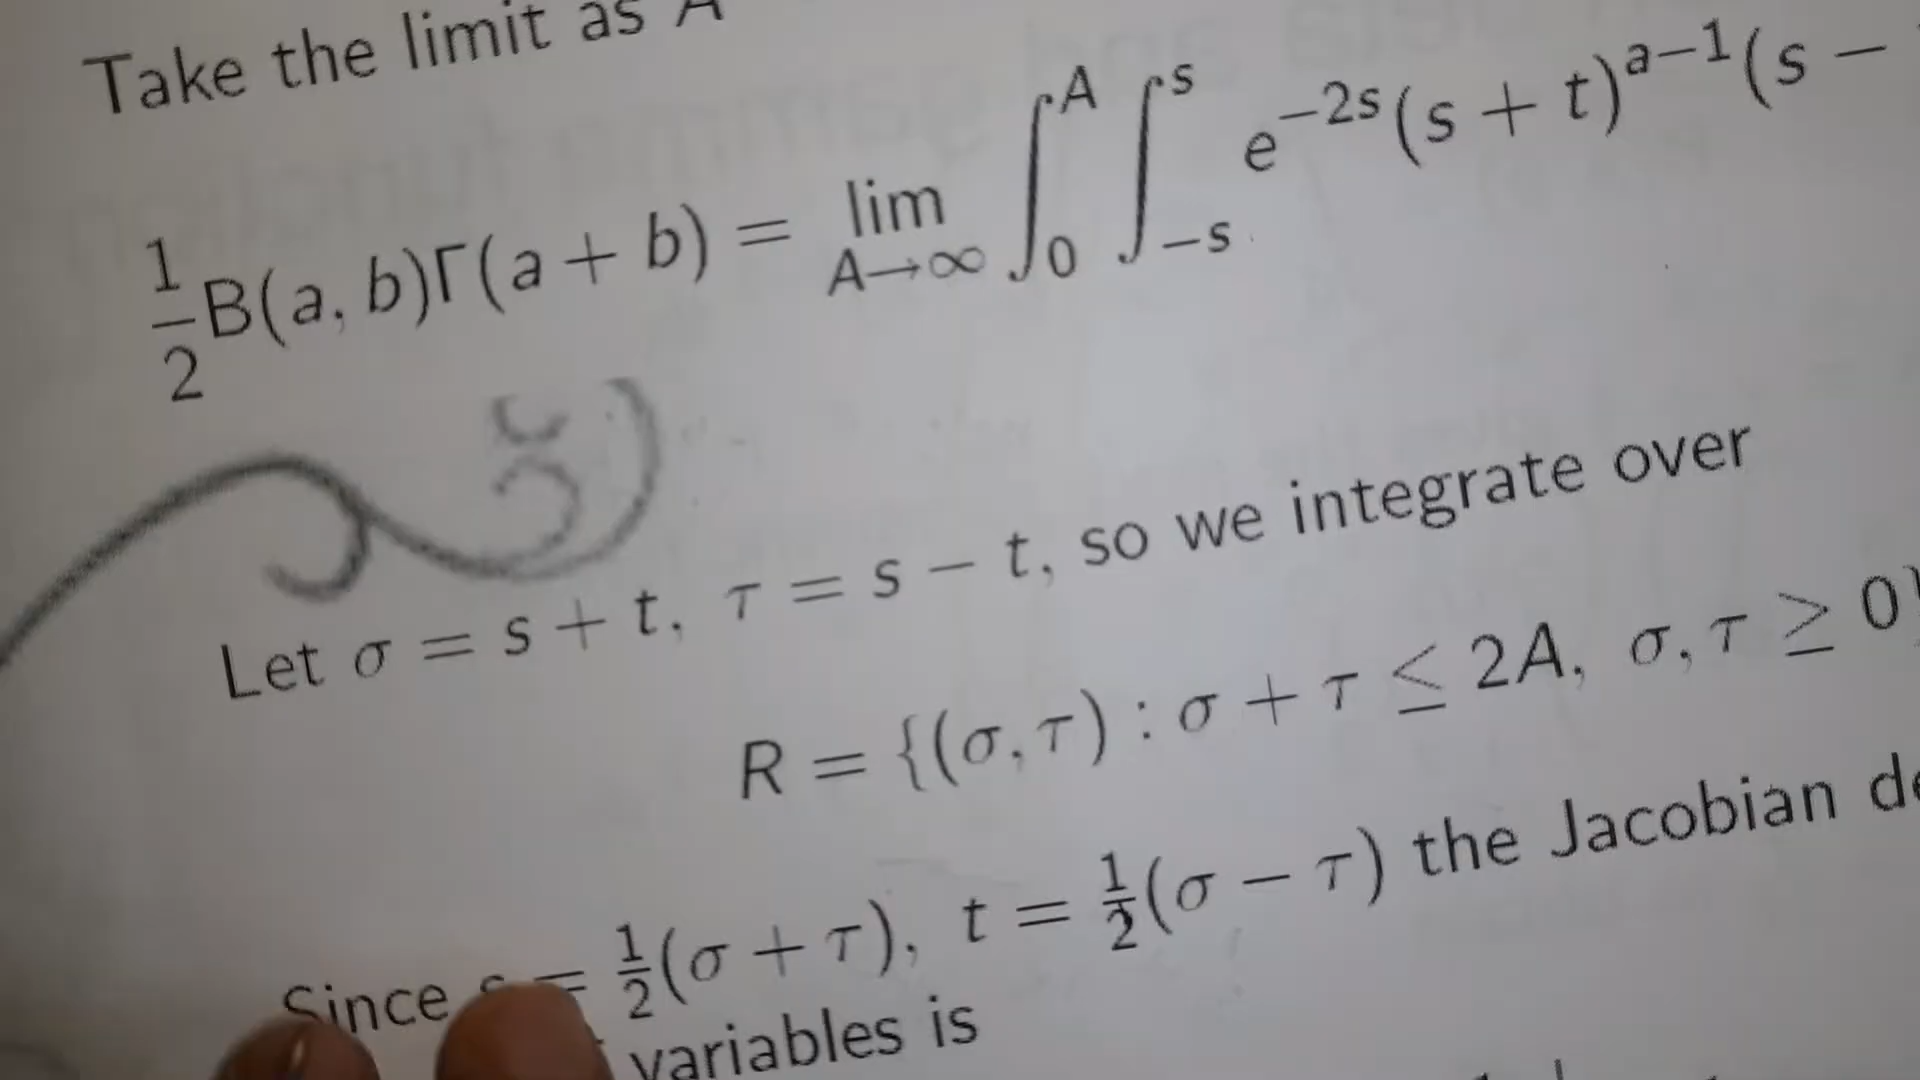 Take the limit as A
½B(a, b)Γ(a + b) = lim_{A→∞} ∫_0^A ∫_{-s}^s e^{-2s}(s + t)^{a-1}(s −
Let σ = s + t, τ = s − t, so we integrate over
R = {(σ, τ) : σ + τ ≤ 2A, σ, τ ≥ 0}
Since s = ½(σ + τ), t = ½(σ − τ) the Jacobian
variables is